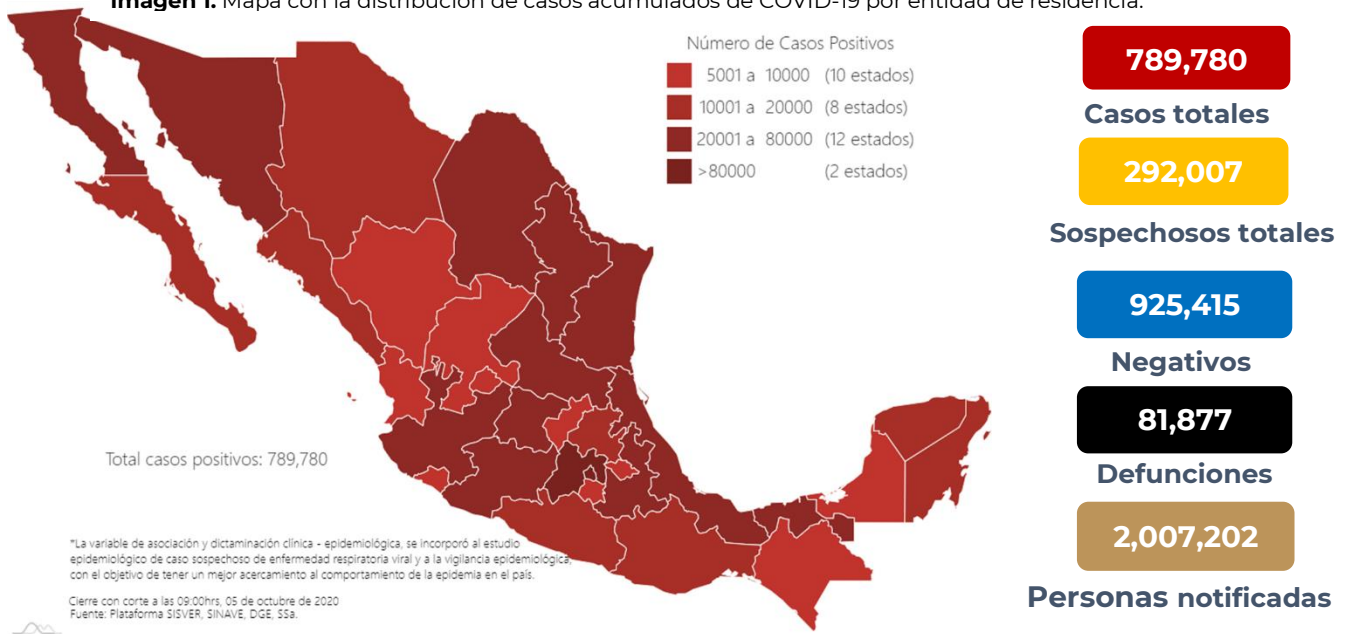 Imagen 1. Mapa con la distribución de casos acumulados de COVID-19 por entidad de residencia.
Número de Casos Positivos
5001 a 10000 (10 estados)
10001 a 20000 (8 estados)
20001 a 80000 (12 estados)
>80000 (2 estados)
789,780
Casos totales
292,007
Sospechosos totales
925,415
Negativos
81,877
Defunciones
2,007,202
Personas notificadas
Total casos positivos: 789,780
*La variable de asociación y dictaminación clínica - epidemiológica, se incorporó al estudio
epidemiológico de caso sospechoso de enfermedad respiratoria viral y a la vigilancia epidemiológica,
con el objetivo de tener un mejor acercamiento al comportamiento de la epidemia en el país.
Cierre con corte a las 09:00hrs, 05 de octubre de 2020
Fuente: Plataforma SISVER, SINAVE, DGE, SSa.